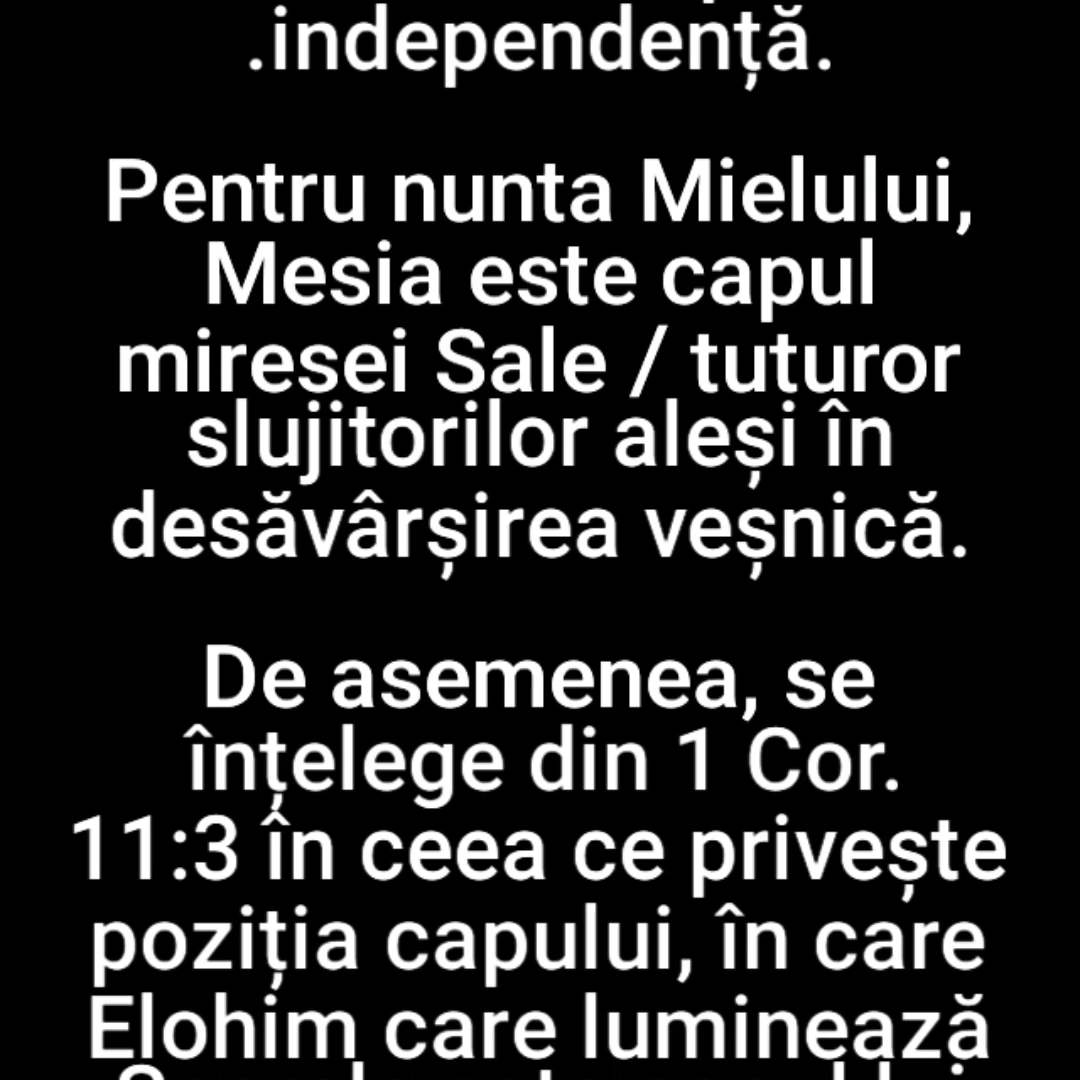 .independență.
Pentru nunta Mielului,
Mesia este capul
miresei Sale / tuturor
slujitorilor aleși în
desăvârșirea veșnică.
De asemenea, se
înțelege din 1 Cor.
11:3 în ceea ce privește
poziția capului, în care
Elohim care luminează